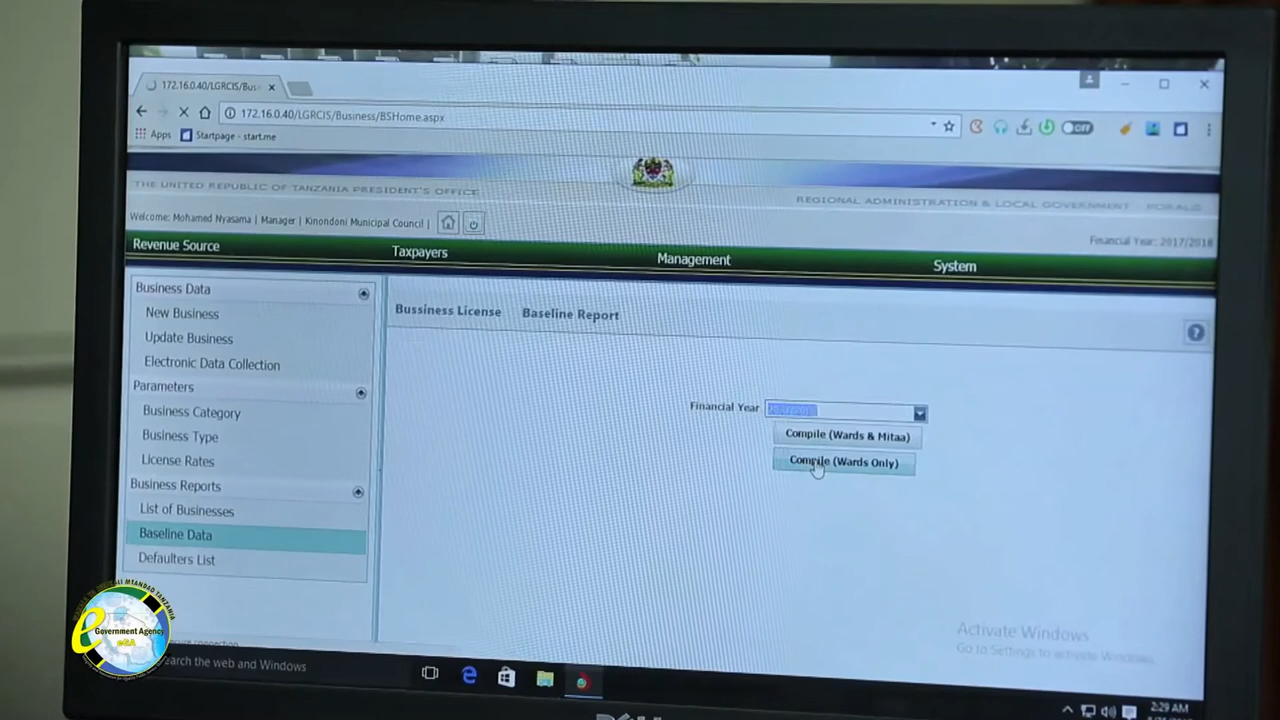 172.16.0.40/LGRCIS/Bus
172.16.0.40/LGRCIS/Business/BSHome.aspx
OFF
Apps
Startpage - start.me
THE UNITED REPUBLIC OF TANZANIA PRESIDENT'S OFFICE
REGIONAL ADMINISTRATION & LOCAL GOVERNMENT
Welcome: Mohamed Nyasama | Manager | Kinondoni Municipal Council |
Financial Year: 2017/2018
Revenue Source
Taxpayers
Management
System
Business Data
New Business
Update Business
Electronic Data Collection
Parameters
Business Category
Business Type
License Rates
Business Reports
List of Businesses
Baseline Data
Defaulters List
Bussiness License
Baseline Report
?
Financial Year
Compile (Wards & Mitaa)
Compile (Wards Only)
Activate Windows
Go to Settings to activate Windows.
e
Government Agency
eGA
earch the web and Windows
2:29 AM
DELL